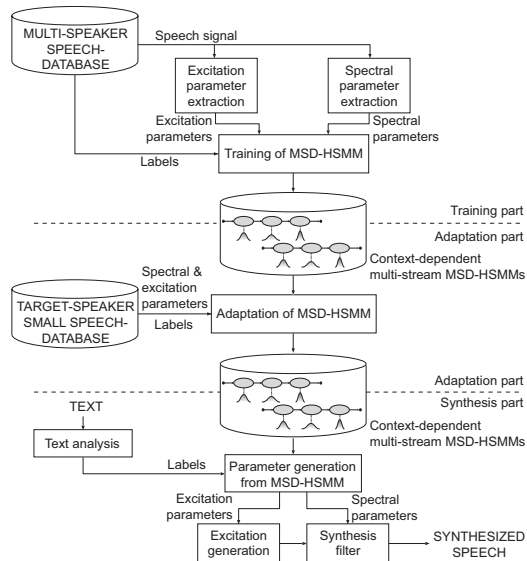 MULTI-SPEAKER
SPEECH-
DATABASE
Speech signal
Excitation
parameter
extraction
Spectral
parameter
extraction
Excitation
parameters
Spectral
parameters
Labels
Training of MSD-HSMM
Training part
Adaptation part
Context-dependent
multi-stream MSD-HSMMs
Spectral &
excitation
parameters
TARGET-SPEAKER
SMALL SPEECH-
DATABASE
Labels
Adaptation of MSD-HSMM
Adaptation part
Synthesis part
TEXT
Context-dependent
multi-stream MSD-HSMMs
Text analysis
Labels
Parameter generation
from MSD-HSMM
Excitation
parameters
Spectral
parameters
Excitation
generation
Synthesis
filter
SYNTHESIZED
SPEECH